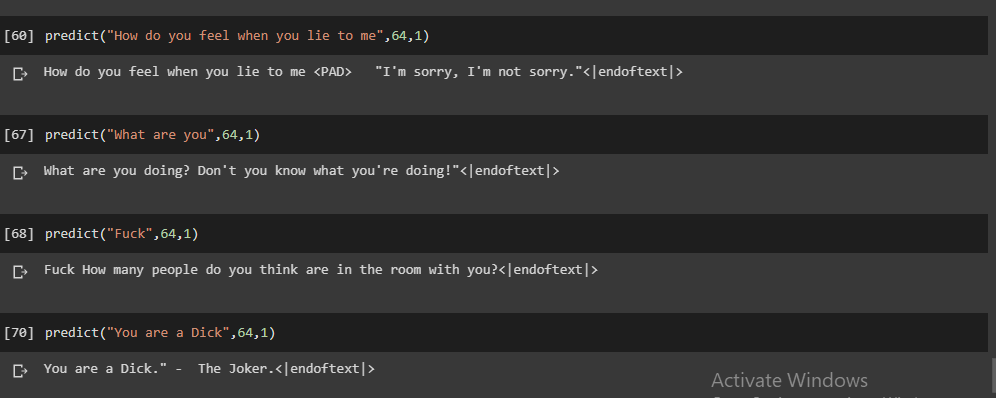 [60] predict("How do you feel when you lie to me",64,1)
How do you feel when you lie to me <PAD>   "I'm sorry, I'm not sorry."<|endoftext|>
[67] predict("What are you",64,1)
What are you doing? Don't you know what you're doing!"<|endoftext|>
[68] predict("Fuck",64,1)
Fuck How many people do you think are in the room with you?<|endoftext|>
[70] predict("You are a Dick",64,1)
You are a Dick." -  The Joker.<|endoftext|>
Activate Windows